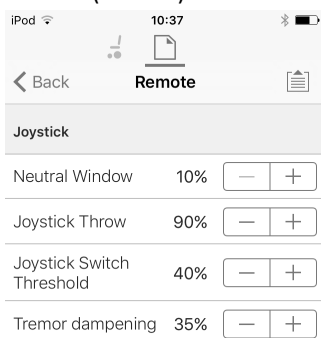 iPod 10:37
Back Remote
Joystick
Neutral Window 10% — +
Joystick Throw 90% — +
Joystick Switch
Threshold 40% — +
Tremor dampening 35% — +